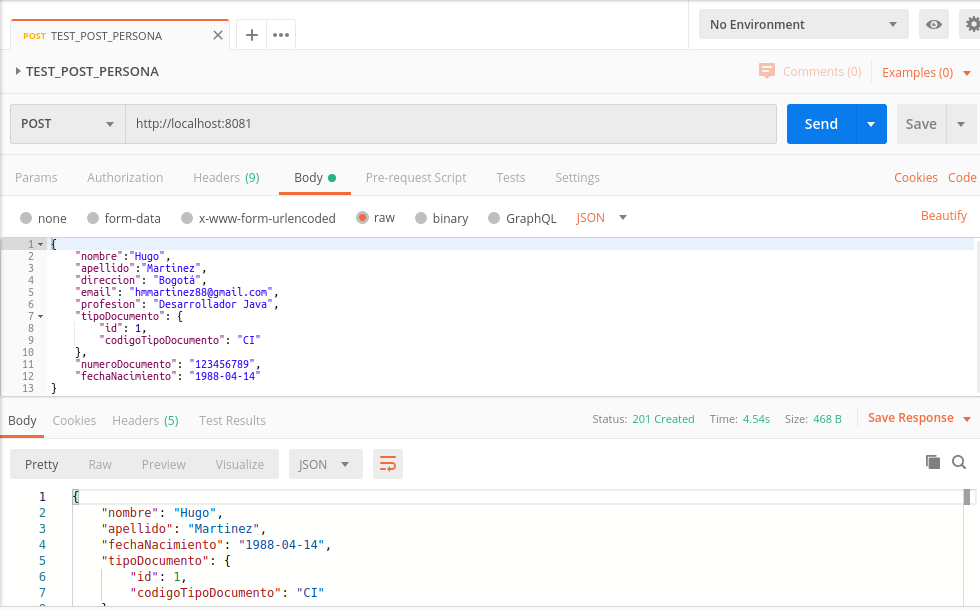 POST TEST_POST_PERSONA
No Environment
TEST_POST_PERSONA
Comments (0)
Examples (0)
POST
http://localhost:8081
Send
Save
Params
Authorization
Headers (9)
Body
Pre-request Script
Tests
Settings
Cookies
Code
none
form-data
x-www-form-urlencoded
raw
binary
GraphQL
JSON
Beautify
1 {
2 "nombre":"Hugo",
3 "apellido":"Martinez",
4 "direccion": "Bogotá",
5 "email": "hmmartinez88@gmail.com",
6 "profesion": "Desarrollador Java",
7 "tipoDocumento": {
8 "id": 1,
9 "codigoTipoDocumento": "CI"
10 },
11 "numeroDocumento": "123456789",
12 "fechaNacimiento": "1988-04-14"
13 }
Body
Cookies
Headers (5)
Test Results
Status: 201 Created
Time: 4.54s
Size: 468 B
Save Response
Pretty
Raw
Preview
Visualize
JSON
1 {
2 "nombre": "Hugo",
3 "apellido": "Martinez",
4 "fechaNacimiento": "1988-04-14",
5 "tipoDocumento": {
6 "id": 1,
7 "codigoTipoDocumento": "CI"